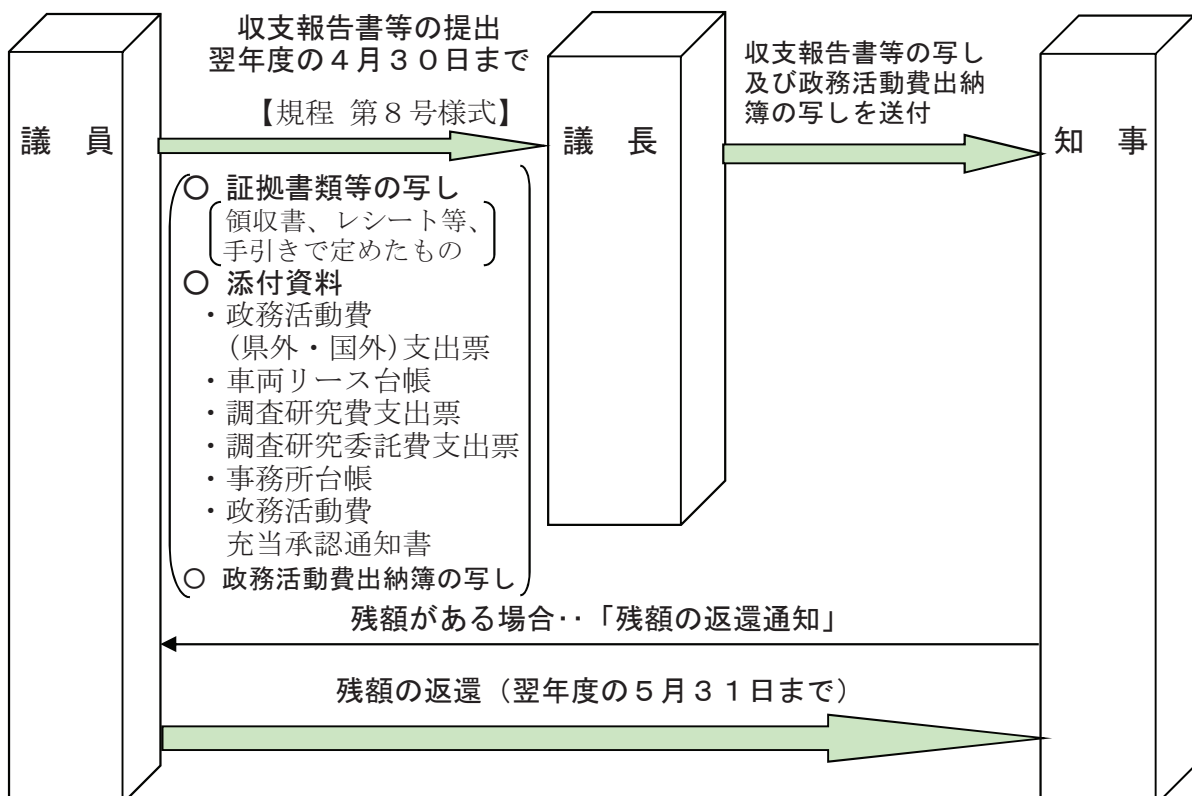 収支報告書等の提出
翌年度の４月３０日まで
【規程 第８号様式】
収支報告書等の写し
及び政務活動費出納
簿の写しを送付
議　員
議　長
知　事
○ 証拠書類等の写し
領収書、レシート等、
手引きで定めたもの
○ 添付資料
・政務活動費
(県外・国外)支出票
・車両リース台帳
・調査研究費支出票
・調査研究委託費支出票
・事務所台帳
・政務活動費
充当承認通知書
○ 政務活動費出納簿の写し
残額がある場合‥「残額の返還通知」
残額の返還（翌年度の５月３１日まで）